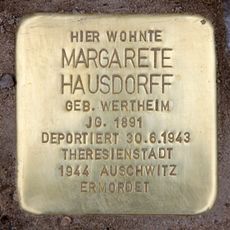 HIER WOHNTE
MARGARETE
HAUSDORFF
GEB. WERTHEIM
JG. 1891
DEPORTIERT 30.6.1943
THERESIENSTADT
1944 AUSCHWITZ
ERMORDET